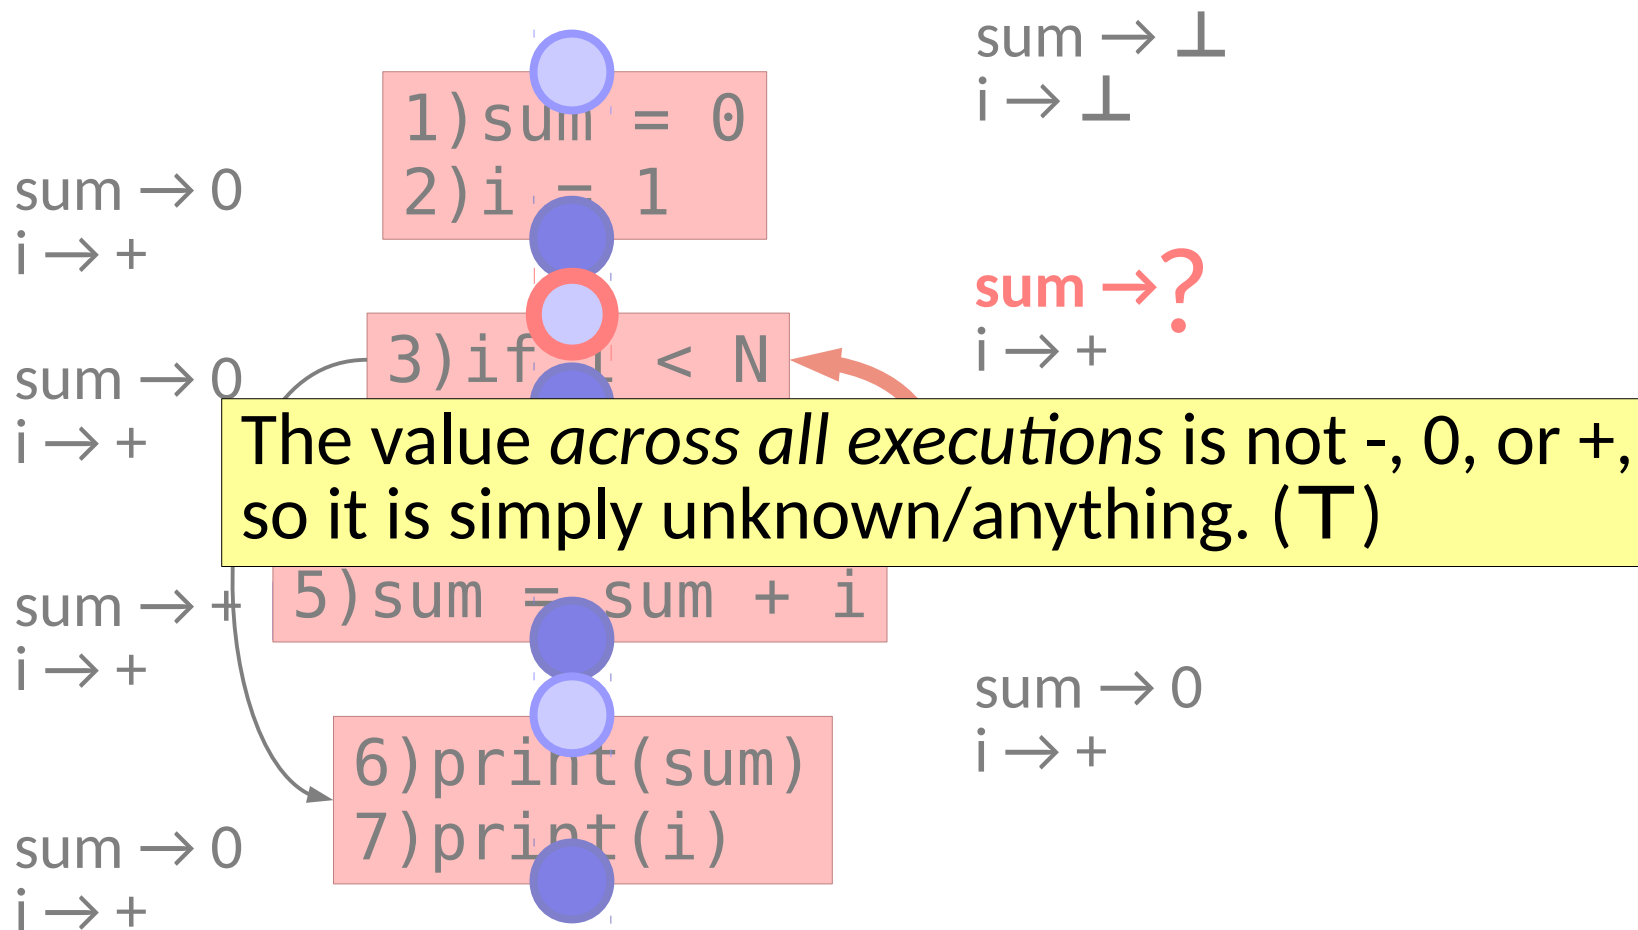 sum → ⊥
i → ⊥
1)sum = 0
2)i = 1
sum → 0
i → +
sum → ?
i → +
3)if i < N
sum → 0
i → +
The value across all executions is not -, 0, or +,
so it is simply unknown/anything. (⊤)
5)sum = sum + i
sum → +
i → +
sum → 0
i → +
6)print(sum)
7)print(i)
sum → 0
i → +